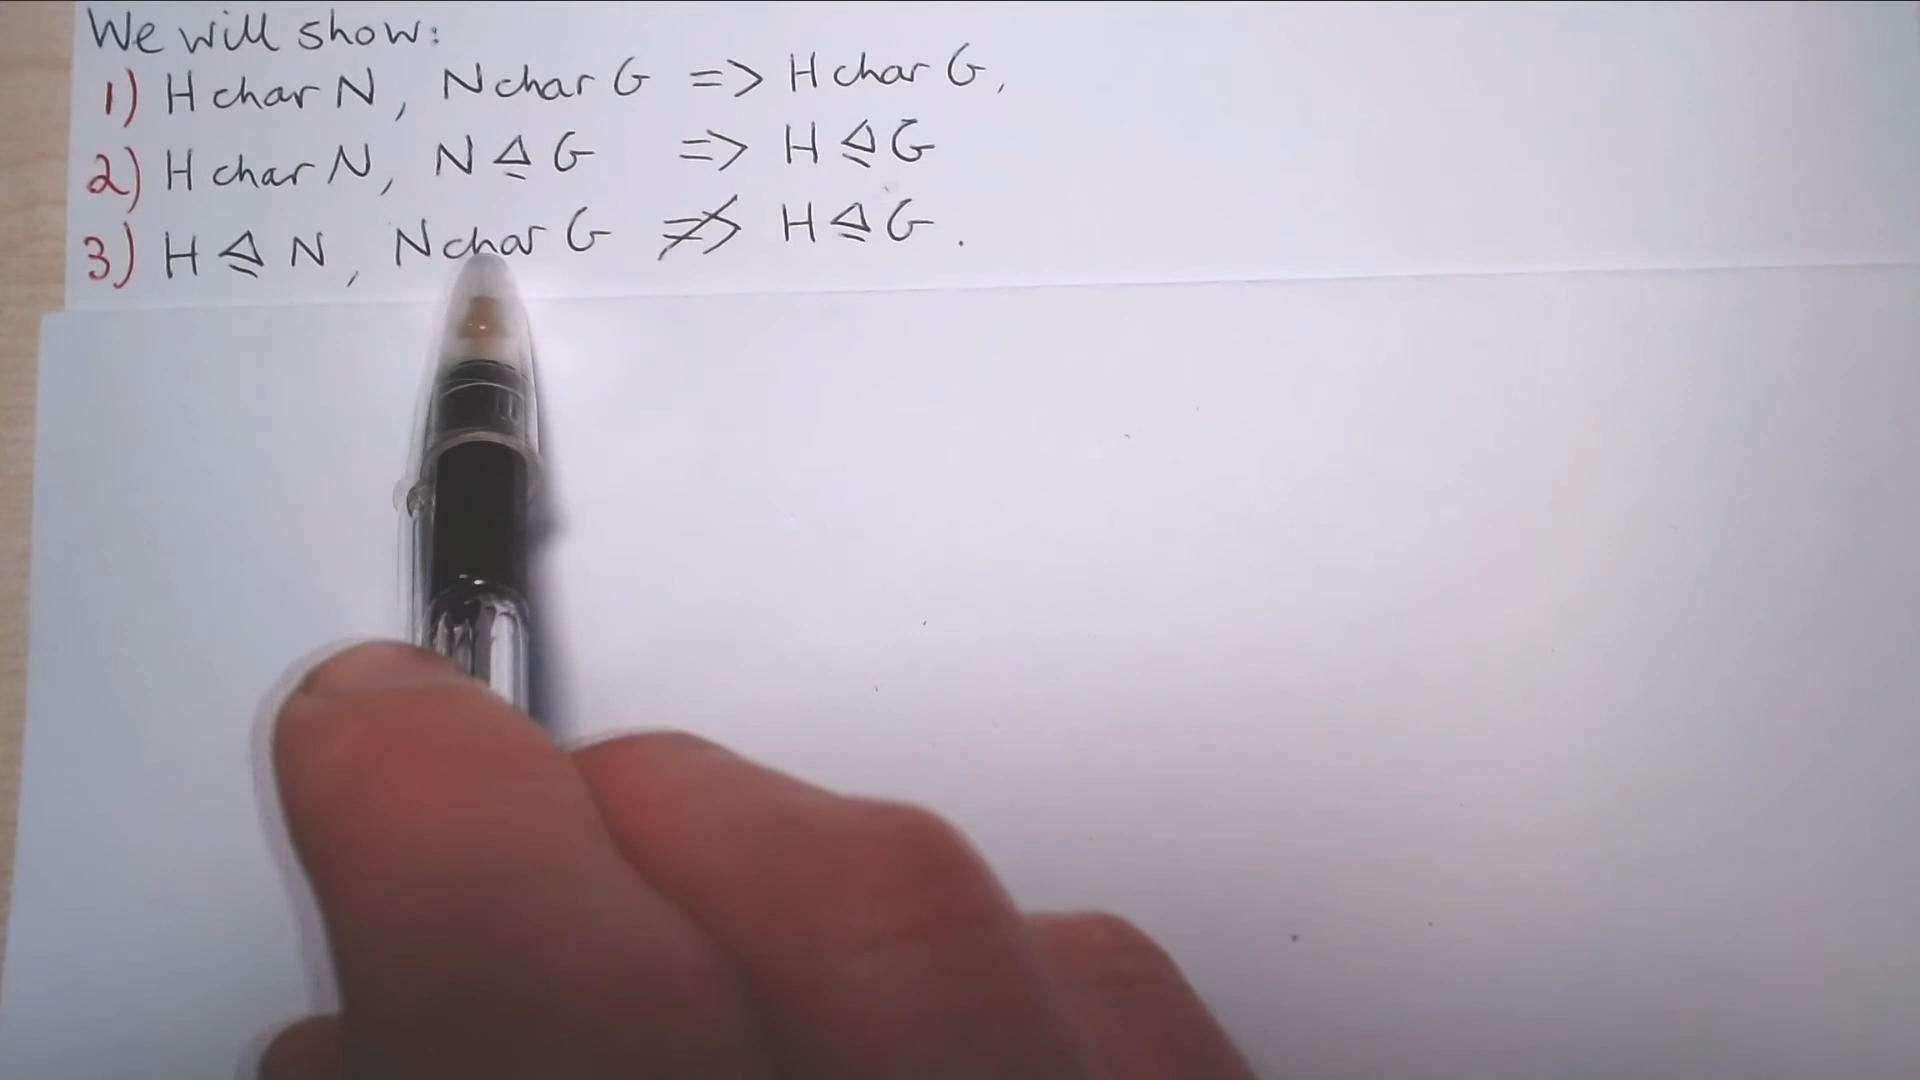 We will show:
1) H char N, N char G => H char G,
2) H char N, N ⊴ G => H ⊴ G
3) H ⊴ N, N char G ≠> H ⊴ G.